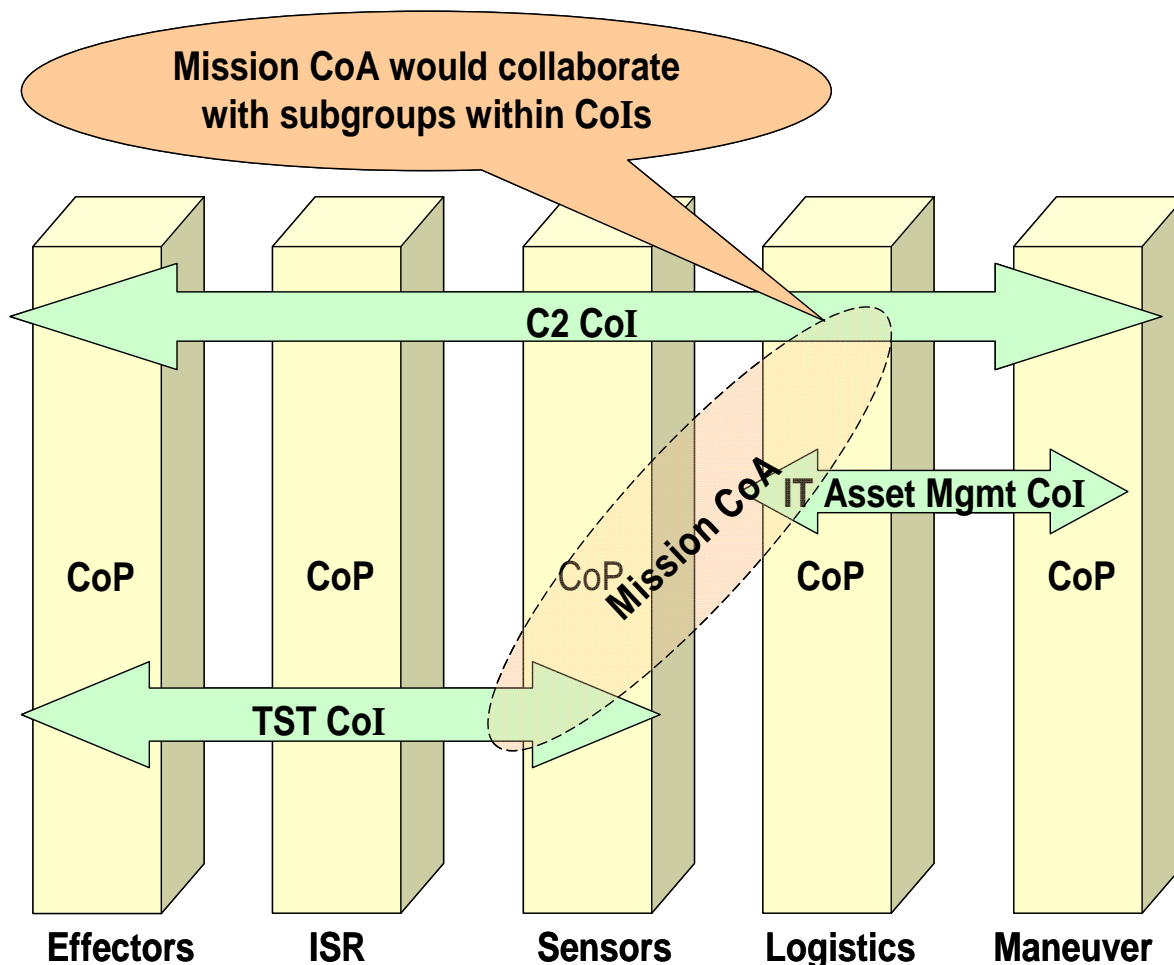 Mission CoA would collaborate
with subgroups within CoIs
C2 CoI
IT Asset Mgmt CoI
Mission CoA
CoP
CoP
CoP
CoP
CoP
TST CoI
Effectors
ISR
Sensors
Logistics
Maneuver